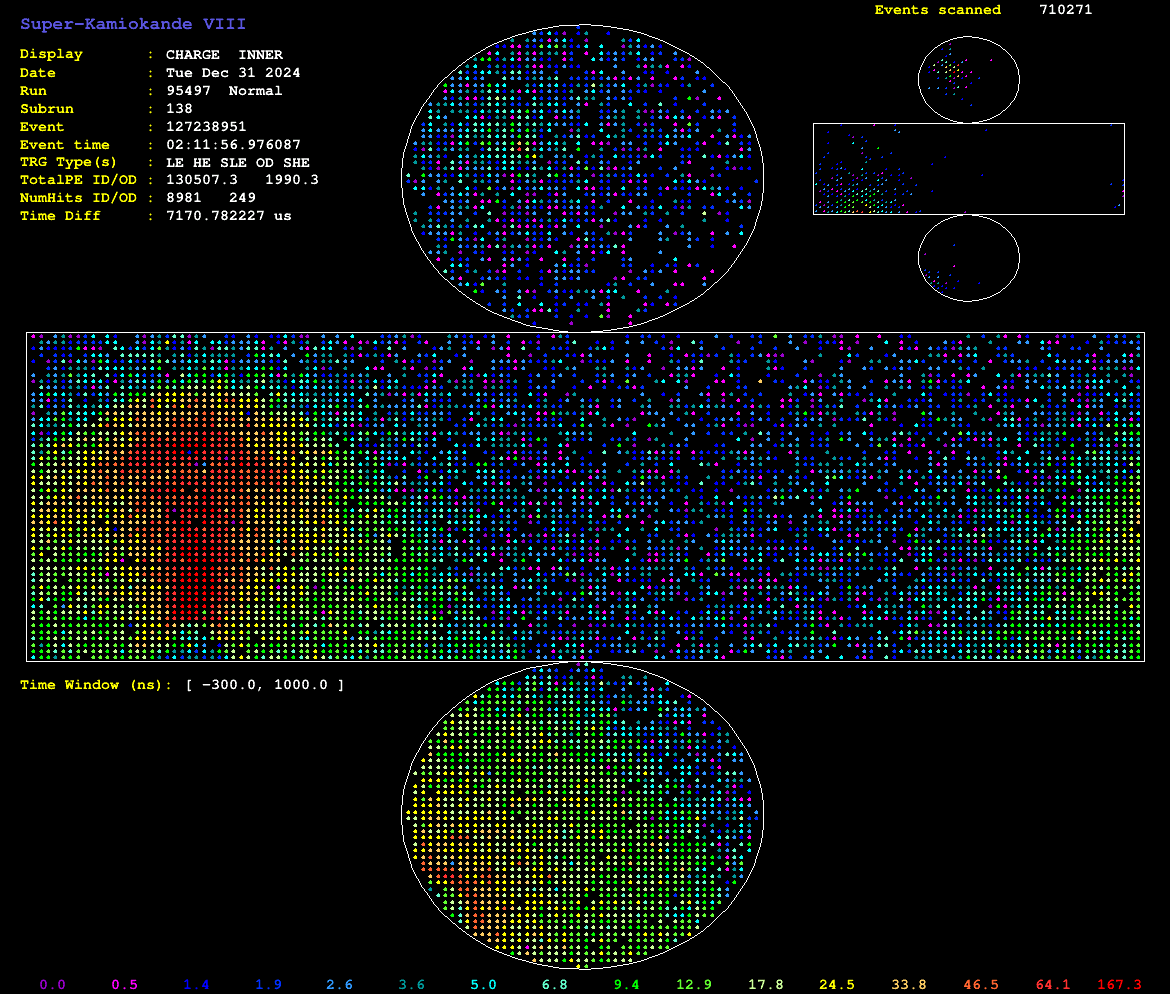 Super-Kamiokande VIII
Events scanned 710271
Display : CHARGE INNER
Date : Tue Dec 31 2024
Run : 95497 Normal
Subrun : 138
Event : 127238951
Event time : 02:11:56.976087
TRG Type(s) : LE HE SLE OD SHE
TotalPE ID/OD : 130507.3 1990.3
NumHits ID/OD : 8981 249
Time Diff : 7170.782227 us
Time Window (ns): [ −300.0, 1000.0 ]
0.0 0.5 1.4 1.9 2.6 3.6 5.0 6.8 9.4 12.9 17.8 24.5 33.8 46.5 64.1 167.3